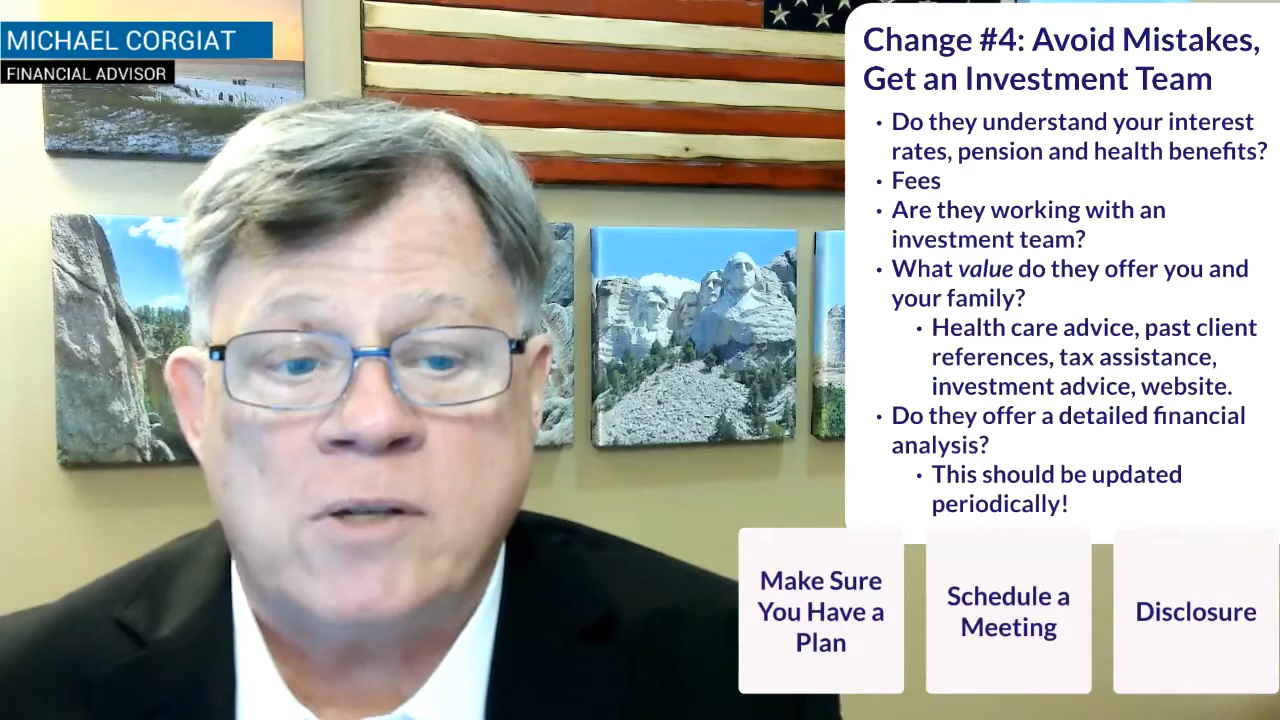 MICHAEL CORGIAT
FINANCIAL ADVISOR
Change #4: Avoid Mistakes,
Get an Investment Team
• Do they understand your interest
rates, pension and health benefits?
• Fees
• Are they working with an
investment team?
• What value do they offer you and
your family?
• Health care advice, past client
references, tax assistance,
investment advice, website.
• Do they offer a detailed financial
analysis?
• This should be updated
periodically!
Make Sure
You Have a
Plan
Schedule a
Meeting
Disclosure